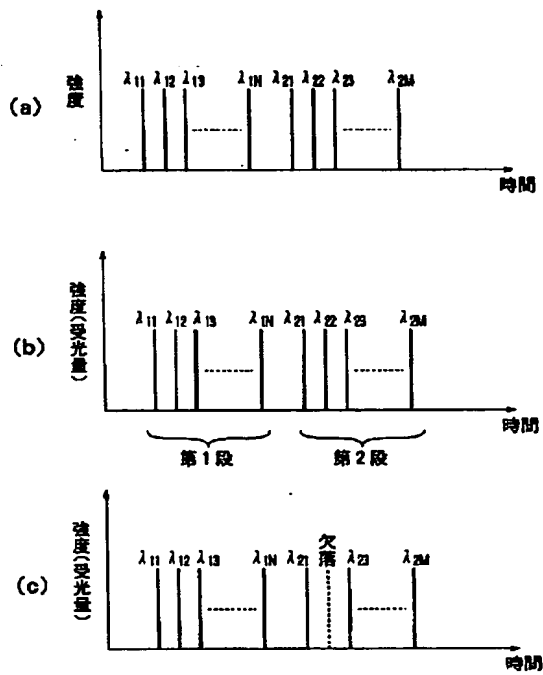 (a)
強度
λ11 λ12 λ13 λ1N λ21 λ22 λ23 λ2M
時間
(b)
強度(受光量)
λ11 λ12 λ13 λ1N λ21 λ22 λ23 λ2M
時間
第1段 第2段
(c)
強度(受光量)
λ11 λ12 λ13 λ1N λ21 欠落 λ23 λ2M
時間